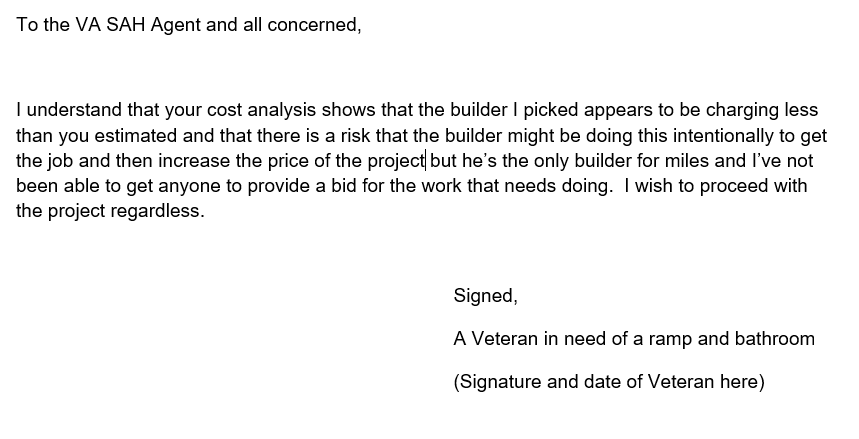 To the VA SAH Agent and all concerned,
I understand that your cost analysis shows that the builder I picked appears to be charging less
than you estimated and that there is a risk that the builder might be doing this intentionally to get
the job and then increase the price of the project but he’s the only builder for miles and I’ve not
been able to get anyone to provide a bid for the work that needs doing.  I wish to proceed with
the project regardless.
Signed,
A Veteran in need of a ramp and bathroom
(Signature and date of Veteran here)